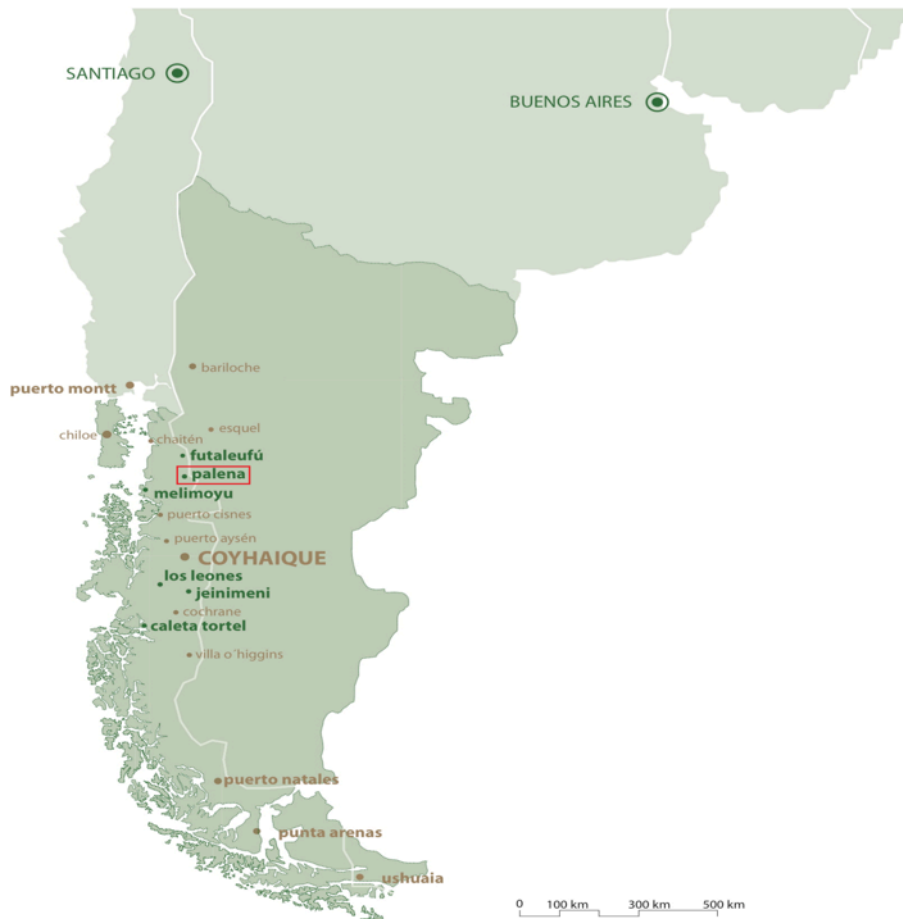 SANTIAGO
BUENOS AIRES
bariloche
puerto montt
esquel
chiloe
chaitén
futaleufú
palena
melimoyu
puerto cisnes
puerto aysén
COYHAIQUE
los leones
jeinimeni
cochrane
caleta tortel
villa o´higgins
puerto natales
punta arenas
ushuaia
0 100 km 300 km 500 km